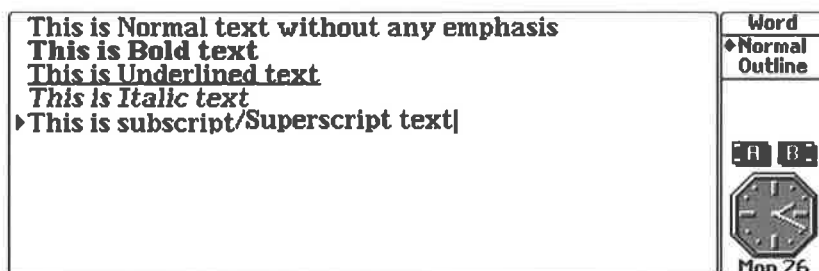 This is Normal text without any emphasis
This is Bold text
This is Underlined text
This is Italic text
This is subscript/Superscript text
Word
Normal
Outline
A B
Mon 26